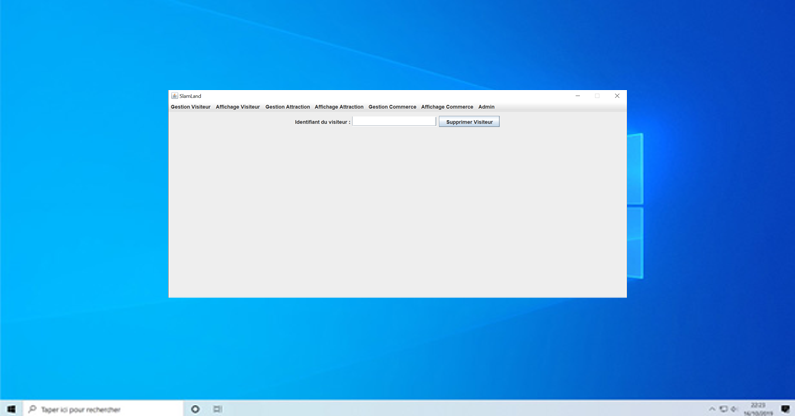 SlamLand
Gestion Visiteur Affichage Visiteur Gestion Attraction Affichage Attraction Gestion Commerce Affichage Commerce Admin
Identifiant du visiteur : Supprimer Visiteur
Taper ici pour rechercher
22:23
16/10/2019